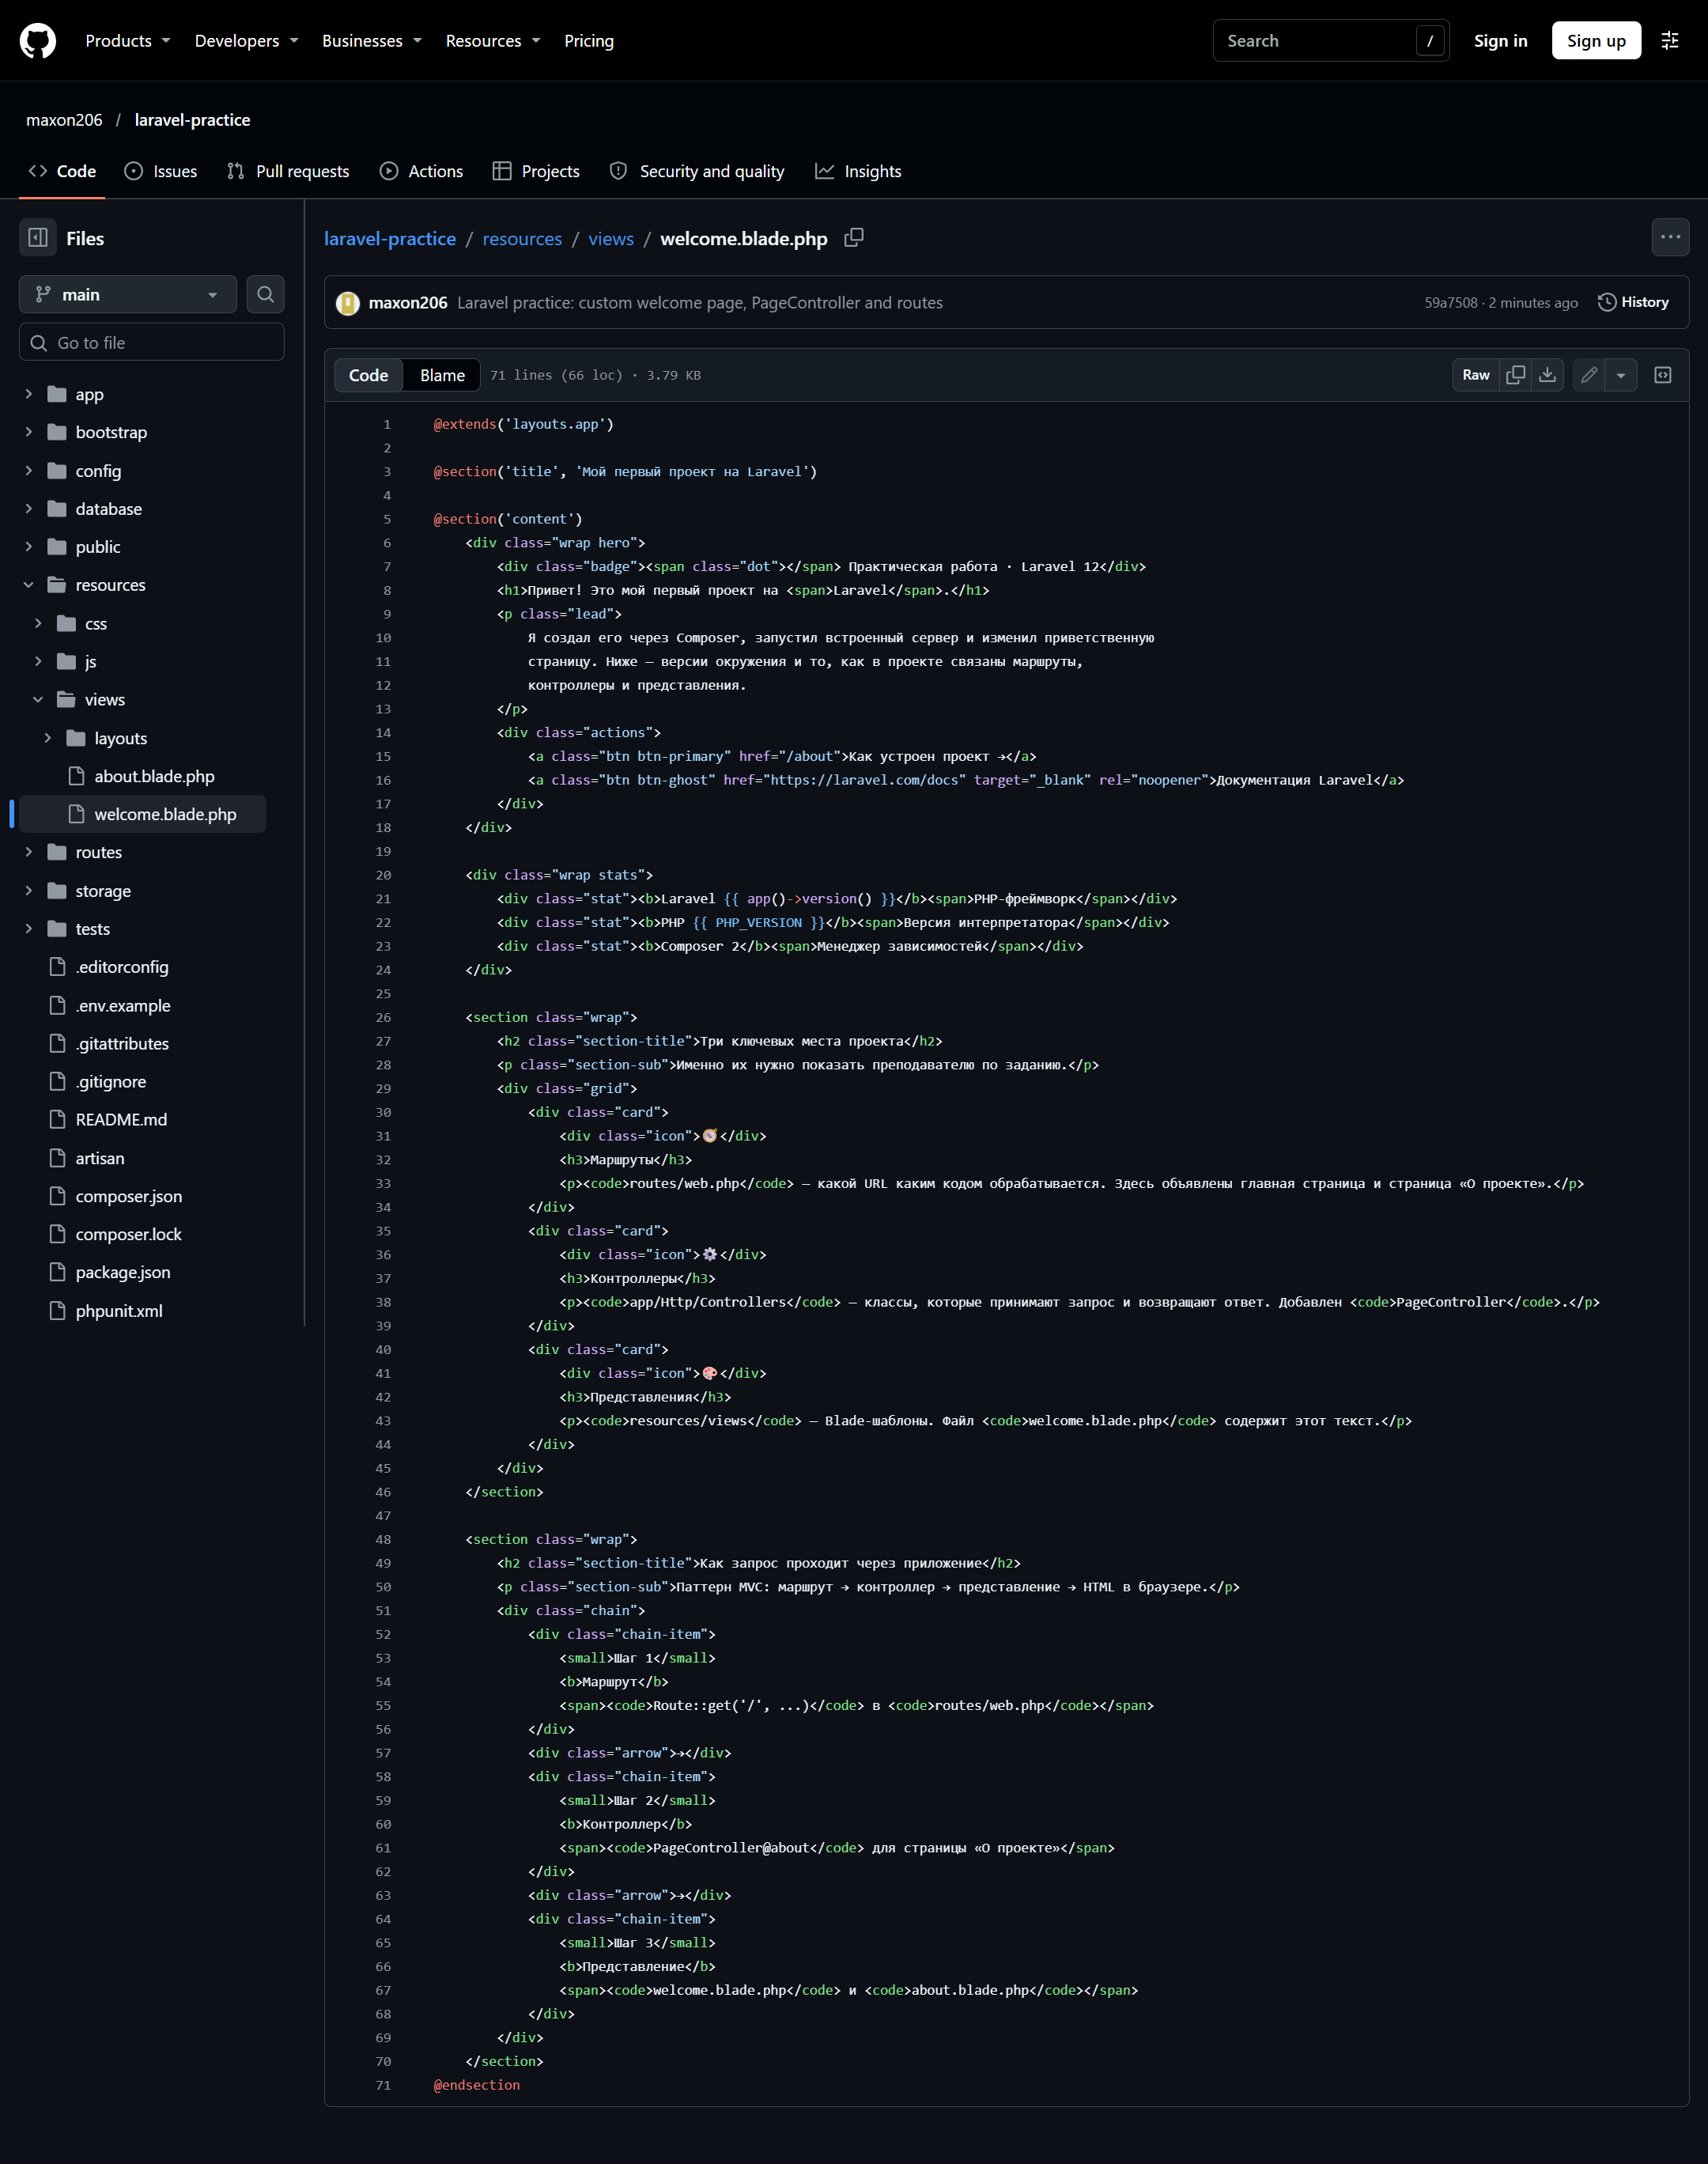 Products Developers Businesses Resources Pricing Search / Sign in Sign up
maxon206 / laravel-practice
Code Issues Pull requests Actions Projects Security and quality Insights
Files
main
Go to file
app
bootstrap
config
database
public
resources
css
js
views
layouts
about.blade.php
welcome.blade.php
routes
storage
tests
.editorconfig
.env.example
.gitattributes
.gitignore
README.md
artisan
composer.json
composer.lock
package.json
phpunit.xml
laravel-practice / resources / views / welcome.blade.php
maxon206 Laravel practice: custom welcome page, PageController and routes 59a7508 · 2 minutes ago History
Code Blame 71 lines (66 loc) · 3.79 KB Raw
1 @extends('layouts.app')
2
3 @section('title', 'Мой первый проект на Laravel')
4
5 @section('content')
6 <div class="wrap hero">
7 <div class="badge"><span class="dot"></span> Практическая работа · Laravel 12</div>
8 <h1>Привет! Это мой первый проект на <span>Laravel</span>.</h1>
9 <p class="lead">
10 Я создал его через Composer, запустил встроенный сервер и изменил приветственную
11 страницу. Ниже — версии окружения и то, как в проекте связаны маршруты,
12 контроллеры и представления.
13 </p>
14 <div class="actions">
15 <a class="btn btn-primary" href="/about">Как устроен проект →</a>
16 <a class="btn btn-ghost" href="https://laravel.com/docs" target="_blank" rel="noopener">Документация Laravel</a>
17 </div>
18 </div>
19
20 <div class="wrap stats">
21 <div class="stat"><b>Laravel {{ app()->version() }}</b><span>PHP-фреймворк</span></div>
22 <div class="stat"><b>PHP {{ PHP_VERSION }}</b><span>Версия интерпретатора</span></div>
23 <div class="stat"><b>Composer 2</b><span>Менеджер зависимостей</span></div>
24 </div>
25
26 <section class="wrap">
27 <h2 class="section-title">Три ключевых места проекта</h2>
28 <p class="section-sub">Именно их нужно показать преподавателю по заданию.</p>
29 <div class="grid">
30 <div class="card">
31 <div class="icon">🧭</div>
32 <h3>Маршруты</h3>
33 <p><code>routes/web.php</code> — какой URL каким кодом обрабатывается. Здесь объявлены главная страница и страница «О проекте».</p>
34 </div>
35 <div class="card">
36 <div class="icon">⚙️</div>
37 <h3>Контроллеры</h3>
38 <p><code>app/Http/Controllers</code> — классы, которые принимают запрос и возвращают ответ. Добавлен <code>PageController</code>.</p>
39 </div>
40 <div class="card">
41 <div class="icon">🎨</div>
42 <h3>Представления</h3>
43 <p><code>resources/views</code> — Blade-шаблоны. Файл <code>welcome.blade.php</code> содержит этот текст.</p>
44 </div>
45 </div>
46 </section>
47
48 <section class="wrap">
49 <h2 class="section-title">Как запрос проходит через приложение</h2>
50 <p class="section-sub">Паттерн MVC: маршрут → контроллер → представление → HTML в браузере.</p>
51 <div class="chain">
52 <div class="chain-item">
53 <small>Шаг 1</small>
54 <b>Маршрут</b>
55 <span><code>Route::get('/', ...)</code> в <code>routes/web.php</code></span>
56 </div>
57 <div class="arrow">→</div>
58 <div class="chain-item">
59 <small>Шаг 2</small>
60 <b>Контроллер</b>
61 <span><code>PageController@about</code> для страницы «О проекте»</span>
62 </div>
63 <div class="arrow">→</div>
64 <div class="chain-item">
65 <small>Шаг 3</small>
66 <b>Представление</b>
67 <span><code>welcome.blade.php</code> и <code>about.blade.php</code></span>
68 </div>
69 </div>
70 </section>
71 @endsection